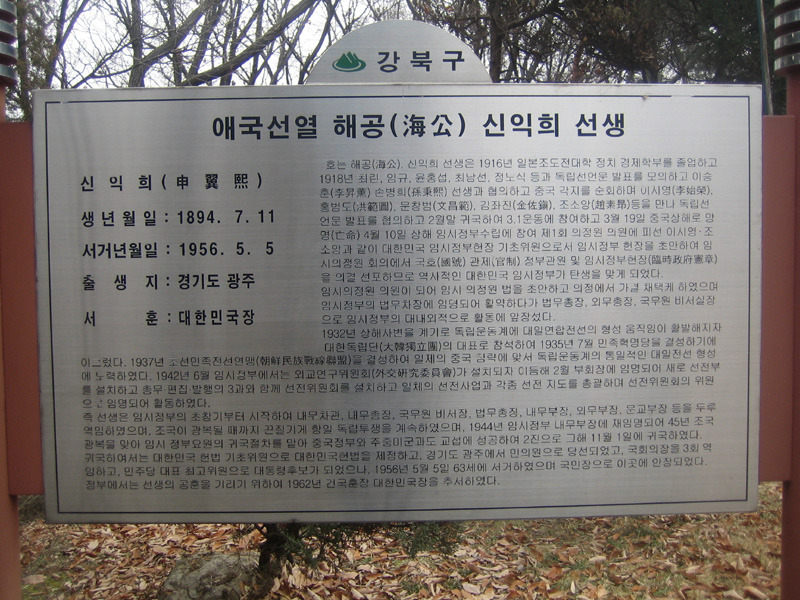 강북구
애국선열 해공(海公) 신익희 선생
신익희(申翼熙)
생년월일 : 1894. 7. 11
서거년월일 : 1956. 5. 5
출 생 지 : 경기도 광주
서 훈 : 대한민국장
호는 해공(海公). 신익희 선생은 1916년 일본조도전대학 정치 경제학부를 졸업하고
1918년 최린, 임규, 윤홍섭, 최남선, 정노식 등과 독립선언문 발표를 모의하고 이승
훈(李昇薰) 손병희(孫秉熙) 선생과 협의하고 중국 각지를 순회하며 이시영(李始榮),
홍범도(洪範圖), 문창범(文昌範), 김좌진(金佐鎭), 조소앙(趙素昻)등을 만나 독립선
언문 발표를 협의하고 2월말 귀국하여 3.1운동에 참여하고 3월 19일 중국상해로 망
명(亡命) 4월 10일 상해 임시정부수립에 참여 제1회 의정원 의원에 피선 이시영·조
소앙과 같이 대한민국 임시정부헌장 기초위원으로서 임시정부 헌장을 초안하여 임
시의정원 회의에서 국호(國號) 관제(官制) 정부관원 및 임시정부헌장(臨時政府憲章)
을 의결 선포하므로 역시적인 대한민국 임시정부가 탄생을 맞게 되었다.
임시의정원 의원이 되어 임시 의정원 법을 초안하고 의정에서 가결 채택케 하였으며
임시정부의 법무차장에 임명되어 활약하다가 법무총장, 외무총장, 국무원 비서실장
으로 임시정부의 대내외적으로 활동에 앞장섰다.
1932년 상해사변을 계기로 독립운동계에 대일연합전선의 형성 움직임이 활발해지자
대한독립단(大韓獨立團)의 대표로 참석하여 1935년 7월 민족혁명당을 결성하기에
이르렀다. 1937년 조선민족전선연맹(朝鮮民族戰線聯盟)을 결성하여 일제의 중국 침략에 맞서 독립운동계의 통일적인 대일전선 형성
에 노력하였다. 1942년 6월 임시정부에서는 외교연구위원회(外交硏究委員會)가 설치되자 이듬해 2월 부회장에 임명되어 새로 선전부
를 설치하고 총무·편집·발행의 3과와 함께 선전위원회를 설치하고 일체의 선전사업과 각종 선전 지도를 총괄하며 선전위원회의 위원
으로 임명되어 활동하였다.
즉 선생은 임시정부의 초창기부터 시작하여 내무차관, 내무총장, 국무원 비서장, 법무총장, 내무부장, 외무부장, 문교부장 등을 두루
역임하였으며, 조국이 광복될 때까지 끈질기게 항일 독립투쟁을 계속하였으며, 1944년 임시정부 내무부장에 재임명되어 45년 조국
광복을 맞아 임시 정부요원의 귀국절차를 맡아 중국정부와 주중미군과도 교섭에 성공하여 2진으로 그해 11월 1일에 귀국하였다.
귀국하여서는 대한민국 헌법 기초위원으로 대한민국헌법을 제정하고, 경기도 광주에서 민의원으로 당선되었고, 국회의장을 3회 역
임하고, 민주당 대표 최고위원으로 대통령후보가 되었으나, 1956년 5월 5일 63세에 서거하였으며 국민장으로 이곳에 안장되었다.
정부에서는 선생의 공훈을 기리기 위하여 1962년 건국훈장 대한민국장을 추서하였다.